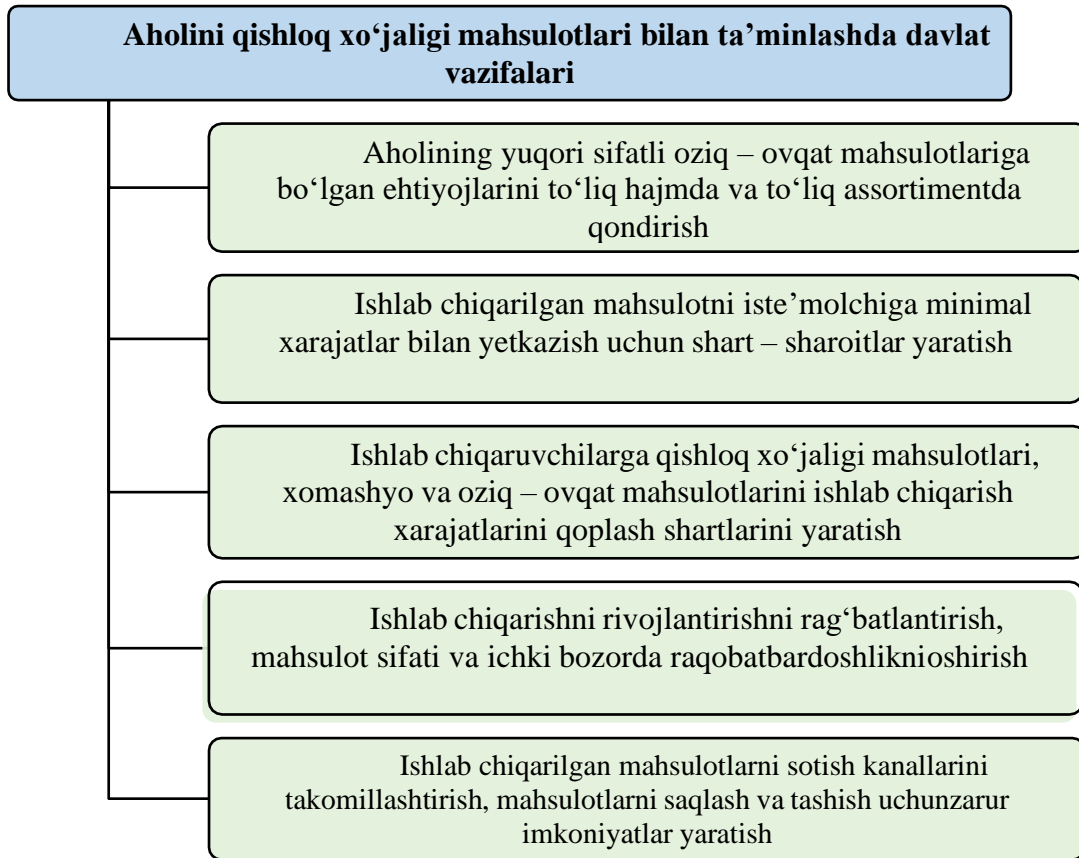 Aholini qishloq xo‘jaligi mahsulotlari bilan ta’minlashda davlat
vazifalari
Aholining yuqori sifatli oziq – ovqat mahsulotlariga
bo‘lgan ehtiyojlarini to‘liq hajmda va to‘liq assortimentda
qondirish
Ishlab chiqarilgan mahsulotni iste’molchiga minimal
xarajatlar bilan yetkazish uchun shart – sharoitlar yaratish
Ishlab chiqaruvchilarga qishloq xo‘jaligi mahsulotlari,
xomashyo va oziq – ovqat mahsulotlarini ishlab chiqarish
xarajatlarini qoplash shartlarini yaratish
Ishlab chiqarishni rivojlantirishni rag‘batlantirish,
mahsulot sifati va ichki bozorda raqobatbardoshliknioshirish
Ishlab chiqarilgan mahsulotlarni sotish kanallarini
takomillashtirish, mahsulotlarni saqlash va tashish uchunzarur
imkoniyatlar yaratish